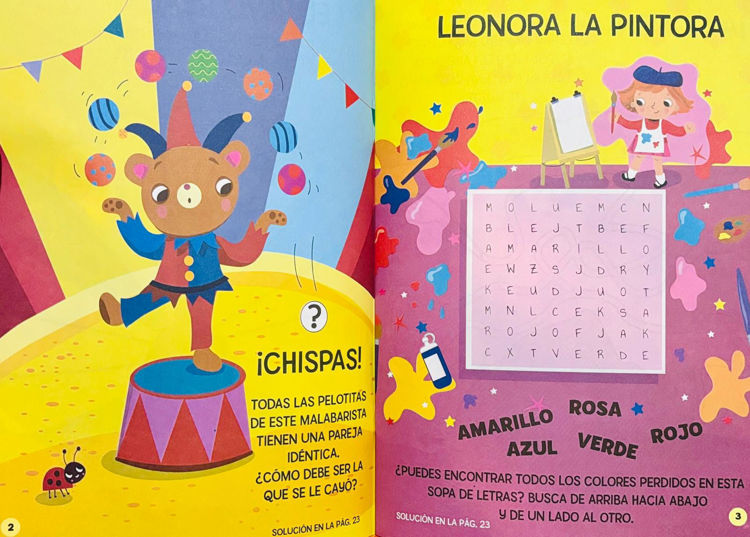 ?
¡CHISPAS!
TODAS LAS PELOTITAS
DE ESTE MALABARISTA
TIENEN UNA PAREJA
IDÉNTICA.
¿CÓMO DEBE SER LA
QUE SE LE CAYÓ?
SOLUCIÓN EN LA PÁG. 23
2
LEONORA LA PINTORA
M O L U E M C N
B L E J T B E F
A M A R I L L O
E W Z S J D R Y
K E U D J U O T
M N L C E K S A
R O J O F J A K
C X T V E R D E
AMARILLO ROSA
AZUL VERDE ROJO
¿PUEDES ENCONTRAR TODOS LOS COLORES PERDIDOS EN ESTA
SOPA DE LETRAS? BUSCA DE ARRIBA HACIA ABAJO
Y DE UN LADO AL OTRO.
SOLUCIÓN EN LA PÁG. 23
3